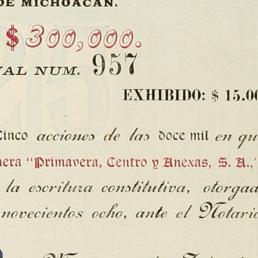 DE MICHOACAN.
$ 300,000.
NUM. 957
EXHIBIDO: $ 15.00
Cinco acciones de las doce mil en qu
"Primavera, Centro y Anexas, S. A.,"
la escritura constitutiva, otorgad
novecientos ocho, ante el Notari